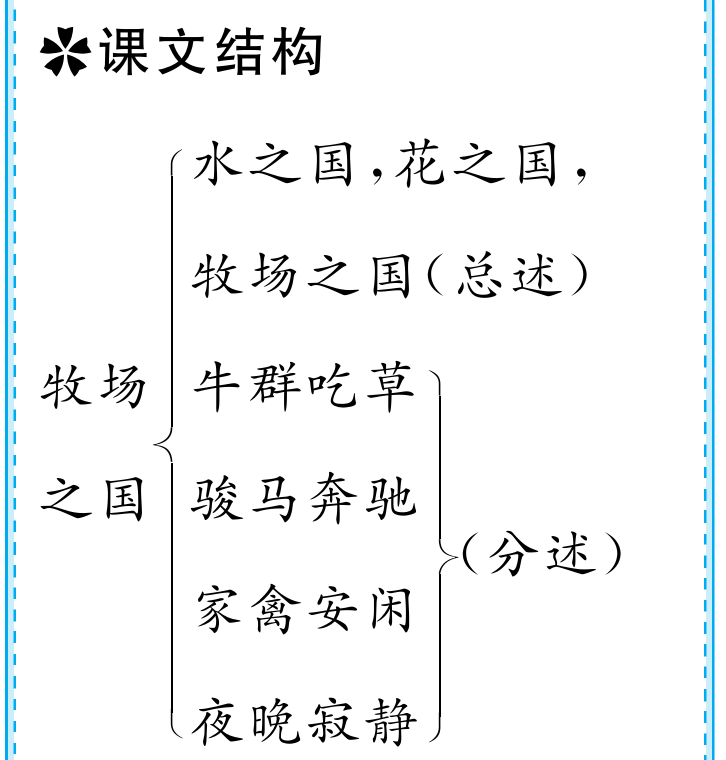 课文结构
水之国,花之国,
牧场之国(总述)
牧场
牛群吃草
之国
骏马奔驰
(分述)
家禽安闲
夜晚寂静